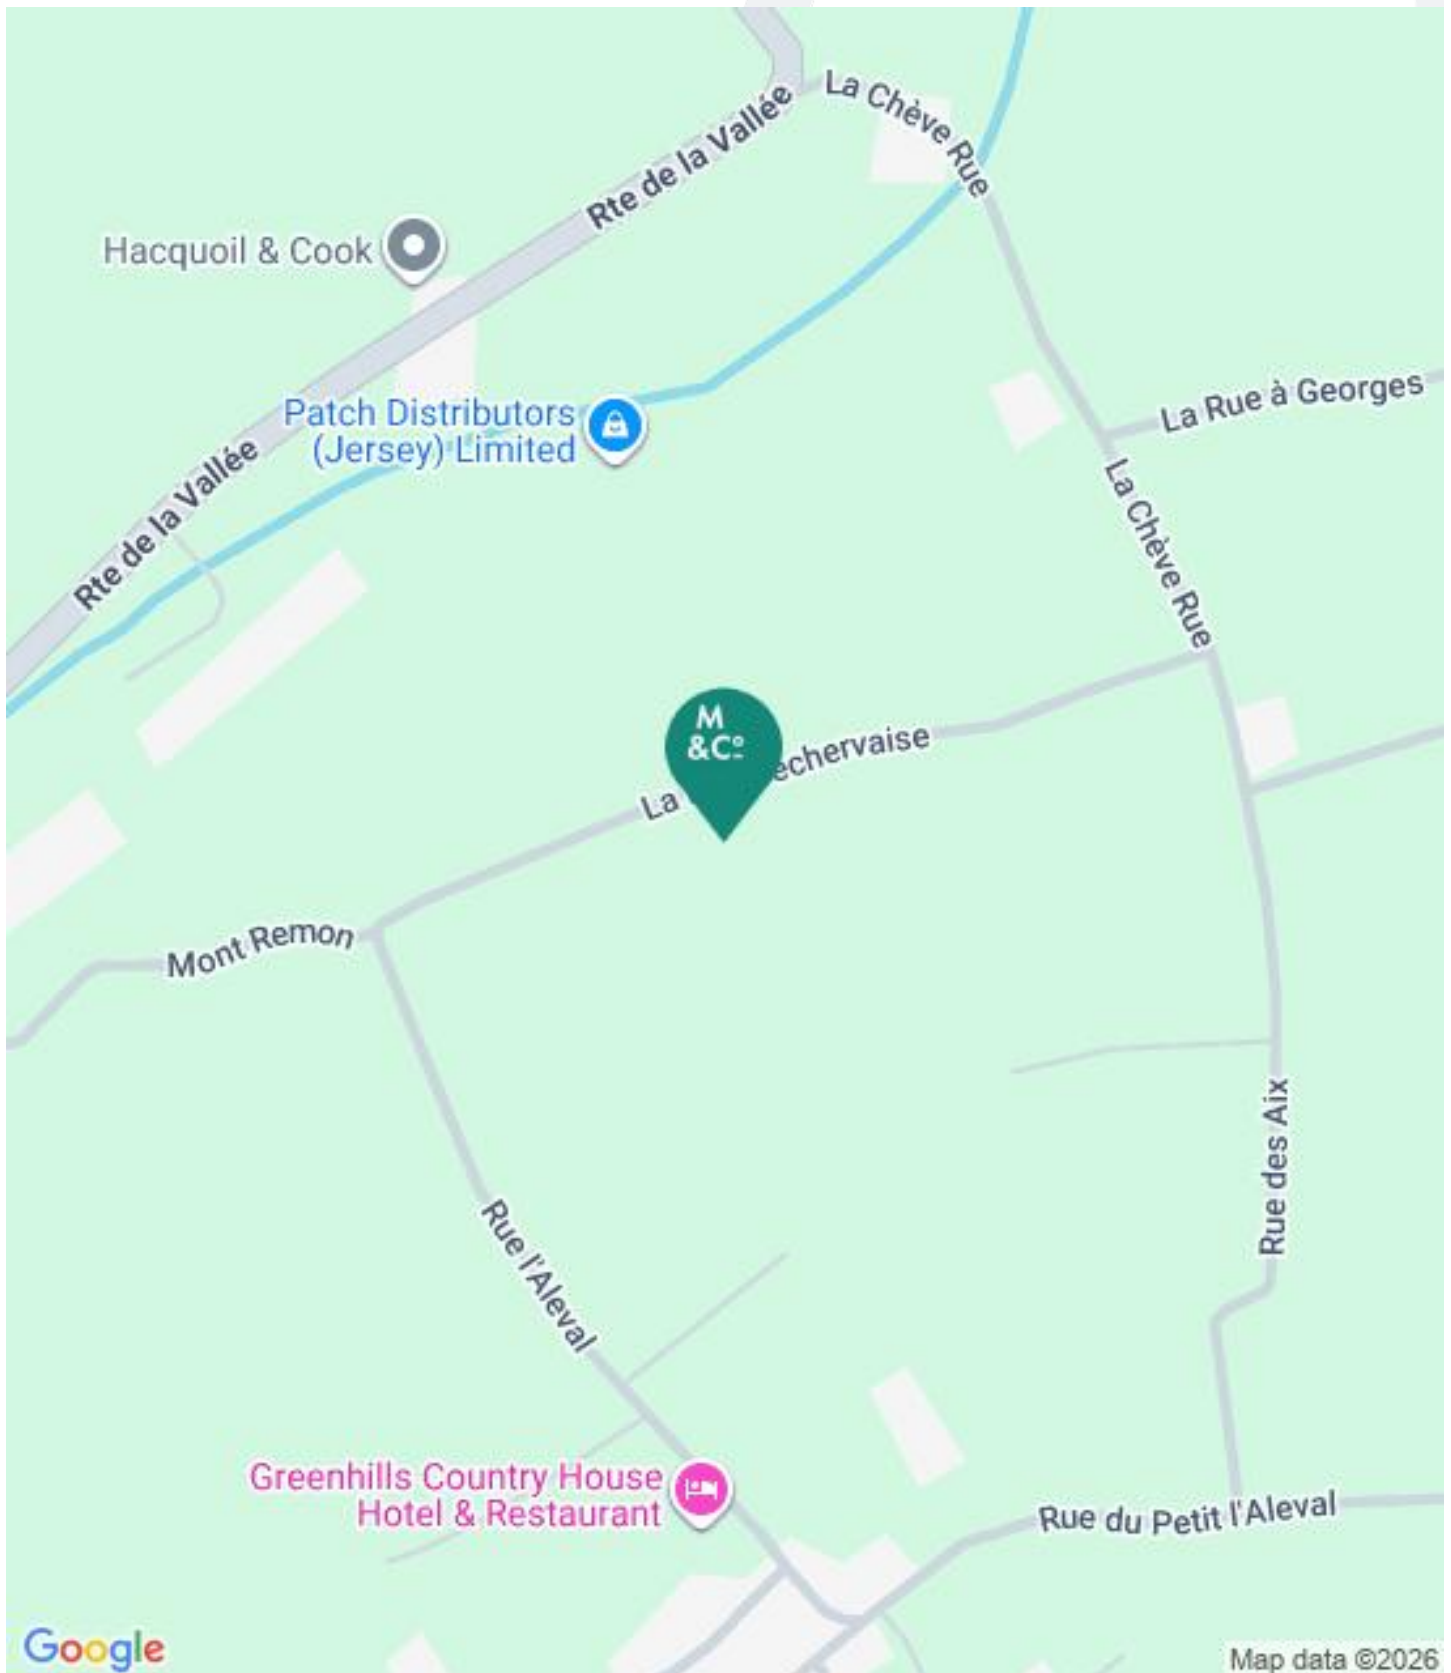 La Chève Rue
Rte de la Vallée
Hacquoil & Cook
La Rue à Georges
Patch Distributors
(Jersey) Limited
Rte de la Vallée
La Chève Rue
M
&Cº
La
echervaise
Mont Remon
Rue des Aix
Rue l'Aleval
Greenhills Country House
Hotel & Restaurant
Rue du Petit l'Aleval
Google
Map data ©2026